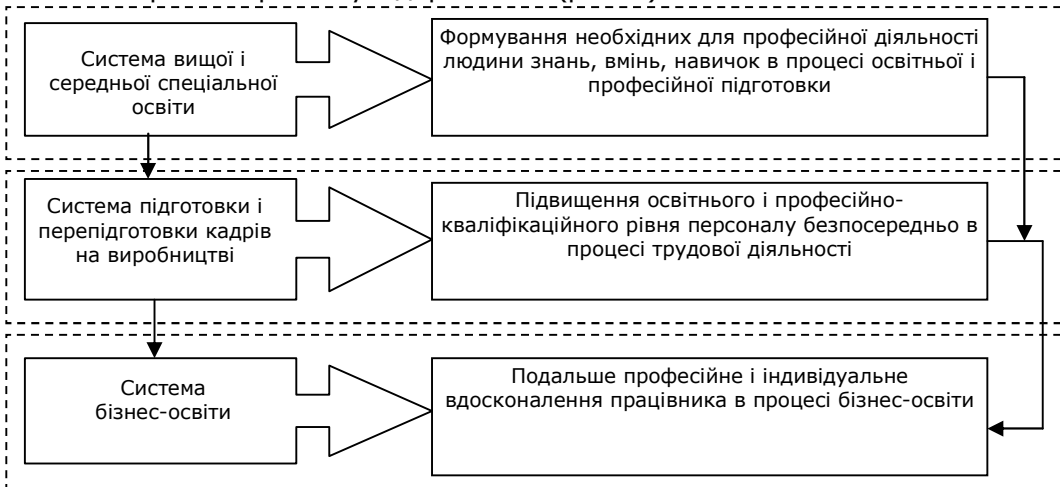 Система вищої і
середньої спеціальної
освіти
Формування необхідних для професійної діяльності
людини знань, вмінь, навичок в процесі освітньої і
професійної підготовки
Система підготовки і
перепідготовки кадрів
на виробництві
Підвищення освітнього і професійно-
кваліфікаційного рівня персоналу безпосередньо в
процесі трудової діяльності
Система
бізнес-освіти
Подальше професійне і індивідуальне
вдосконалення працівника в процесі бізнес-освіти